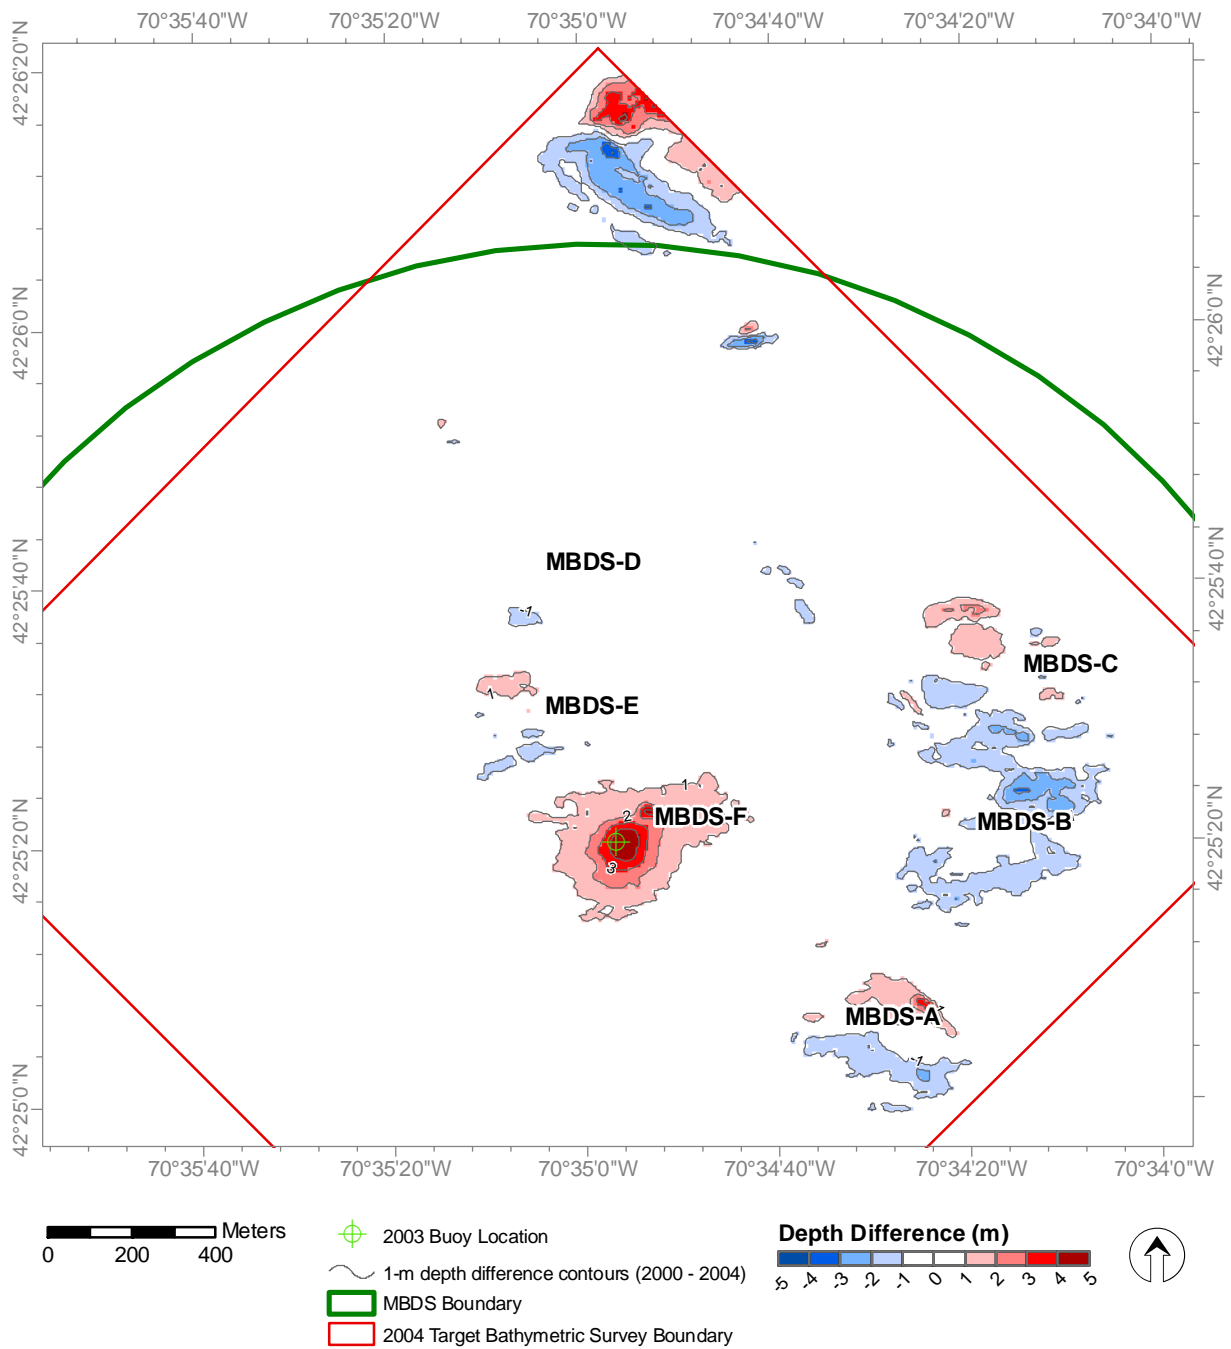 70°35'40"W 70°35'20"W 70°35'0"W 70°34'40"W 70°34'20"W 70°34'0"W
42°26'20"N
42°26'0"N 42°26'0"N
42°25'40"N 42°25'40"N
MBDS-D
-1
MBDS-C
1
MBDS-E
1
2 MBDS-F
MBDS-B
42°25'20"N 42°25'20"N
3
MBDS-A
-1
42°25'0"N
70°35'40"W 70°35'20"W 70°35'0"W 70°34'40"W 70°34'20"W 70°34'0"W
Meters
0 200 400
2003 Buoy Location
1-m depth difference contours (2000 - 2004)
MBDS Boundary
2004 Target Bathymetric Survey Boundary
Depth Difference (m)
-5 -4 -3 -2 -1 0 1 2 3 4 5